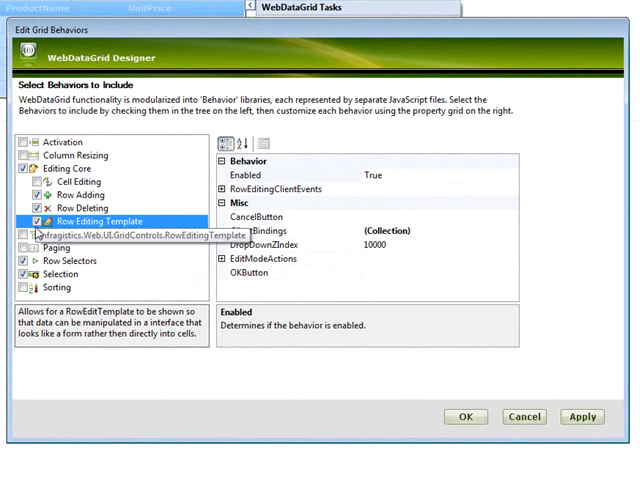 ProductName UnitPrice
WebDataGrid Tasks
Edit Grid Behaviors
WebDataGrid Designer
Select Behaviors to Include
WebDataGrid functionality is modularized into 'Behavior' libraries, each represented by separate JavaScript files. Select the
Behaviors to include by checking them in the tree on the left, then customize each behavior using the property grid on the right.
Activation
Column Resizing
Editing Core
Cell Editing
Row Adding
Row Deleting
Row Editing Template
Infragistics.Web.UI.GridControls.RowEditingTemplate
Paging
Row Selectors
Selection
Sorting
Allows for a RowEditTemplate to be shown so
that data can be manipulated in a interface that
looks like a form rather then directly into cells.
Behavior
Enabled True
RowEditingClientEvents
Misc
CancelButton
Bindings (Collection)
DropDownZIndex 10000
EditModeActions
OKButton
Enabled
Determines if the behavior is enabled.
OK Cancel Apply